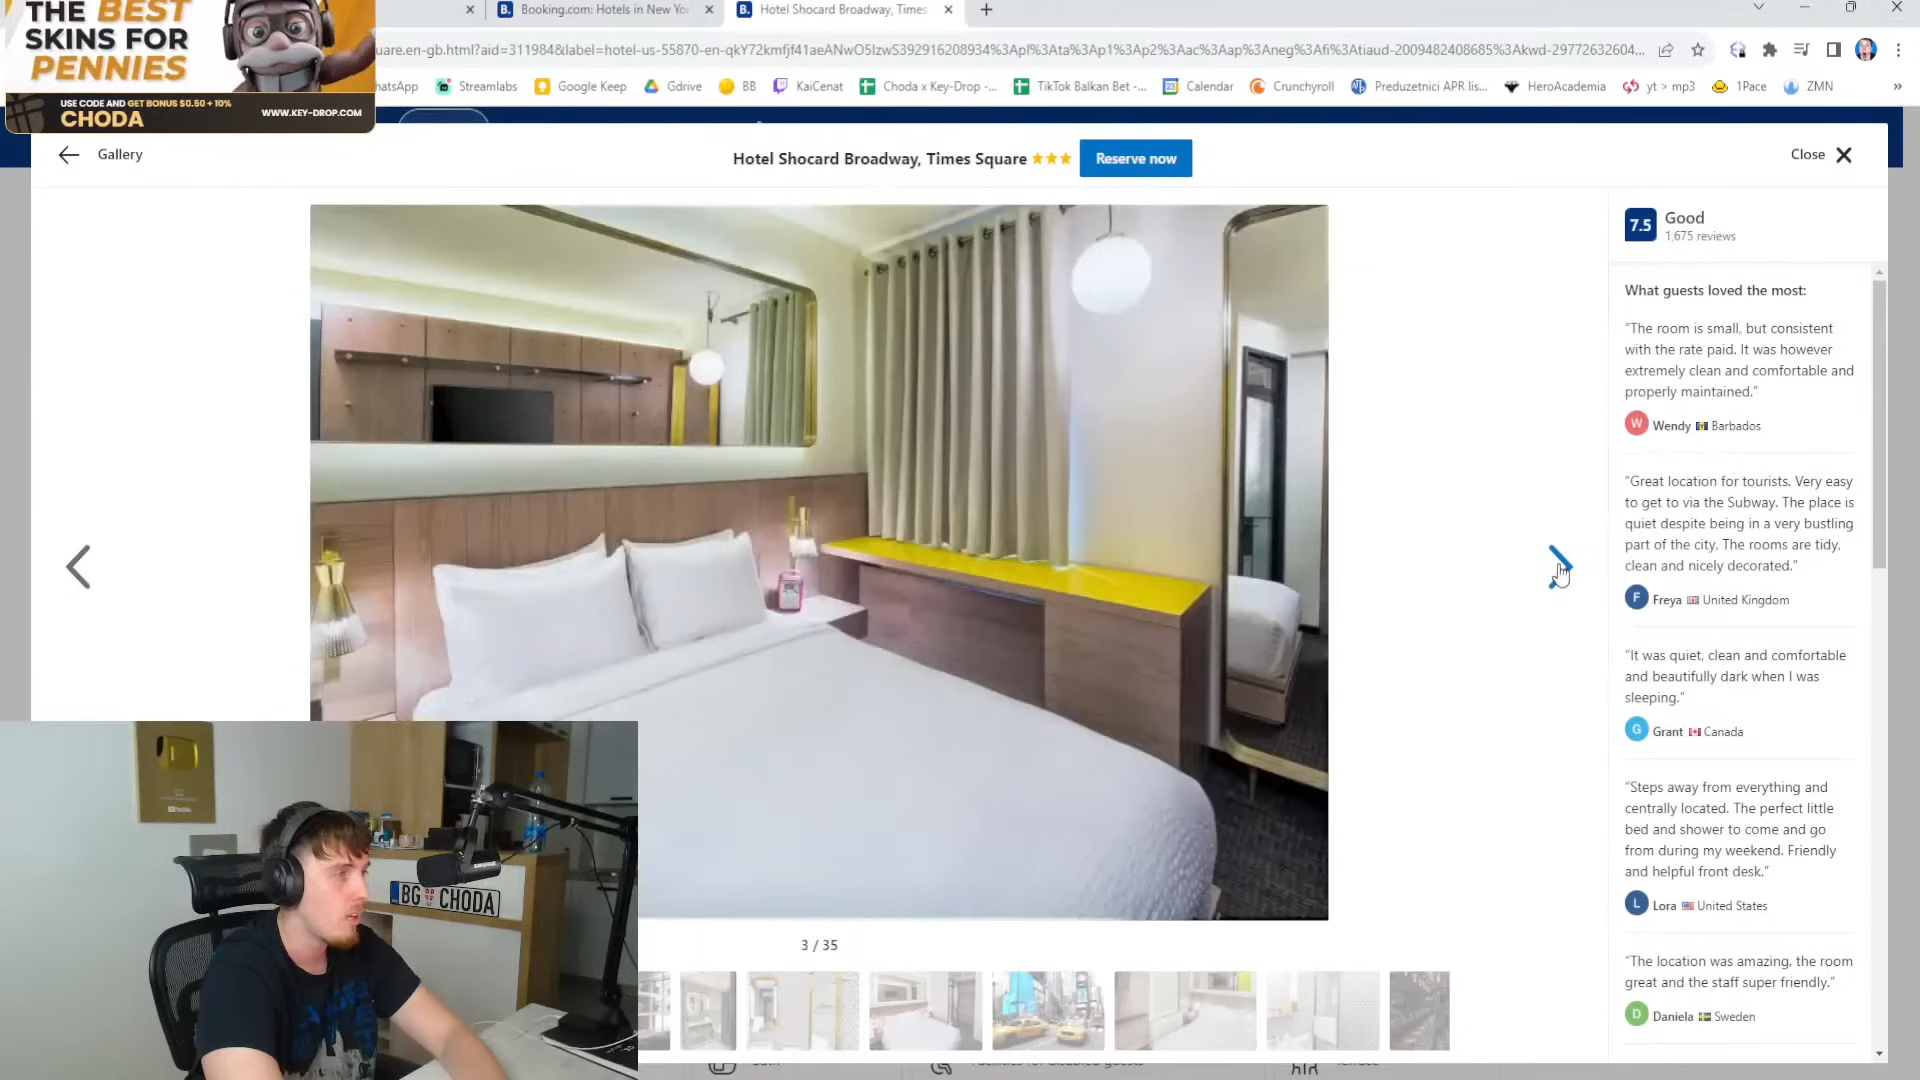 THE BEST
SKINS FOR
PENNIES
USE CODE AND GET BONUS $0.50 + 10%
CHODA
WWW.KEY-DROP.COM
Booking.com: Hotels in New Yo
Hotel Shocard Broadway, Times
uare.en-gb.html?aid=311984&label=hotel-us-55870-en-qkY72kmfjf41aeANwO5IzwS392916208934%3Apl%3Ata%3Ap1%3Ap2%3Aac%3Aap%3Aneg%3Afi%3Atiaud-2009482408685%3Akwd-29772632604...
hatsApp
Streamlabs
Google Keep
Gdrive
BB
KaiCenat
Choda x Key-Drop -...
TikTok Balkan Bet -...
Calendar
Crunchyroll
Preduzetnici APR lis...
HeroAcademia
yt > mp3
1Pace
ZMN
Gallery
Hotel Shocard Broadway, Times Square
Reserve now
Close
7.5
Good
1,675 reviews
What guests loved the most:
"The room is small, but consistent
with the rate paid. It was however
extremely clean and comfortable and
properly maintained."
W Wendy Barbados
"Great location for tourists. Very easy
to get to via the Subway. The place is
quiet despite being in a very bustling
part of the city. The rooms are tidy,
clean and nicely decorated."
F Freya United Kingdom
"It was quiet, clean and comfortable
and beautifully dark when I was
sleeping."
G Grant Canada
"Steps away from everything and
centrally located. The perfect little
bed and shower to come and go
from during my weekend. Friendly
and helpful front desk."
L Lora United States
"The location was amazing, the room
great and the staff super friendly."
D Daniela Sweden
BG CHODA
3 / 35